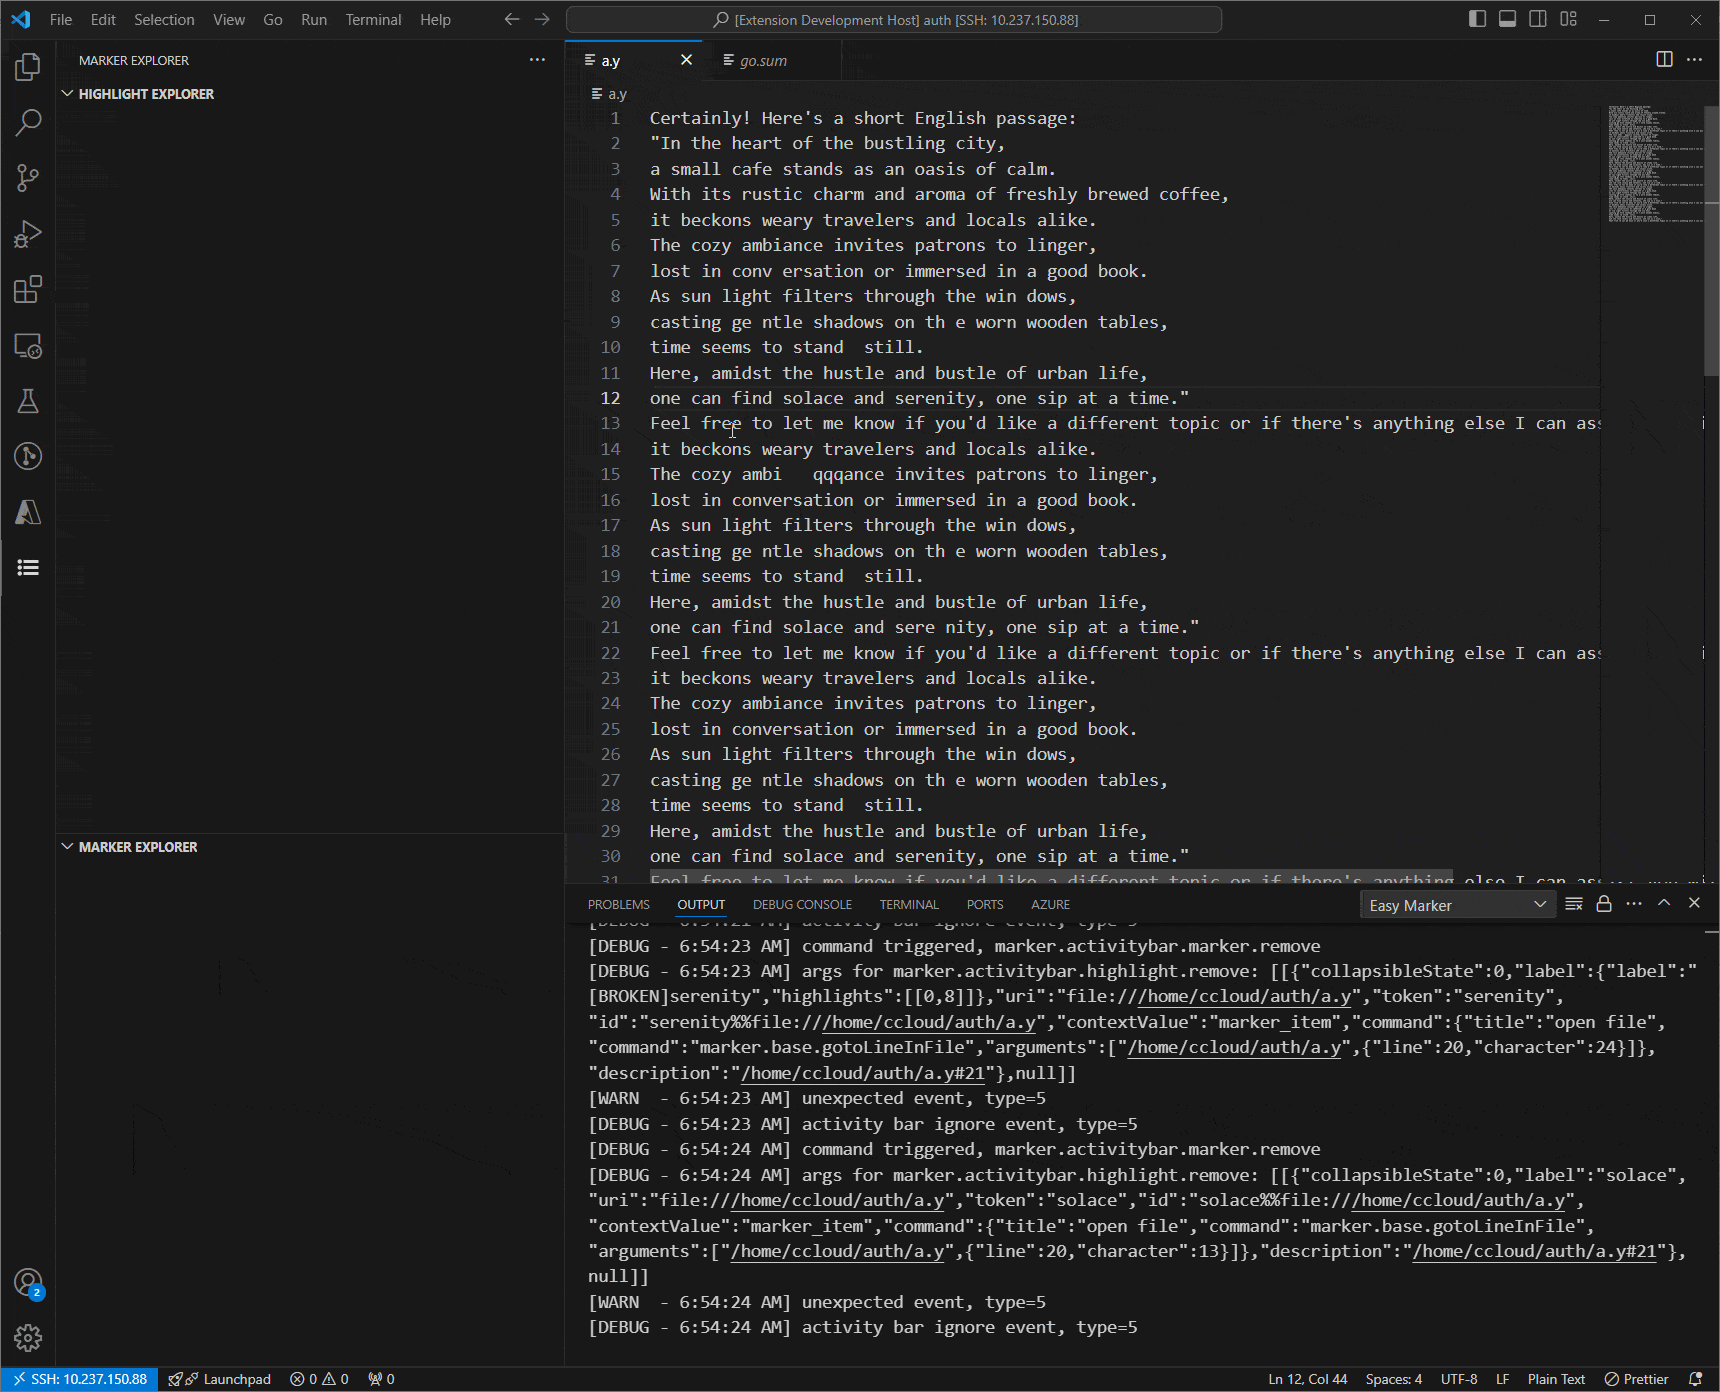 File Edit Selection View Go Run Terminal Help
[Extension Development Host] auth [SSH: 10.237.150.88]
MARKER EXPLORER
HIGHLIGHT EXPLORER
MARKER EXPLORER
a.y
go.sum
a.y
1 Certainly! Here's a short English passage:
2 "In the heart of the bustling city,
3 a small cafe stands as an oasis of calm.
4 With its rustic charm and aroma of freshly brewed coffee,
5 it beckons weary travelers and locals alike.
6 The cozy ambiance invites patrons to linger,
7 lost in conv ersation or immersed in a good book.
8 As sun light filters through the win dows,
9 casting ge ntle shadows on th e worn wooden tables,
10 time seems to stand  still.
11 Here, amidst the hustle and bustle of urban life,
12 one can find solace and serenity, one sip at a time."
13 Feel free to let me know if you'd like a different topic or if there's anything else I can ass
14 it beckons weary travelers and locals alike.
15 The cozy ambi   qqqance invites patrons to linger,
16 lost in conversation or immersed in a good book.
17 As sun light filters through the win dows,
18 casting ge ntle shadows on th e worn wooden tables,
19 time seems to stand  still.
20 Here, amidst the hustle and bustle of urban life,
21 one can find solace and sere nity, one sip at a time."
22 Feel free to let me know if you'd like a different topic or if there's anything else I can ass
23 it beckons weary travelers and locals alike.
24 The cozy ambiance invites patrons to linger,
25 lost in conversation or immersed in a good book.
26 As sun light filters through the win dows,
27 casting ge ntle shadows on th e worn wooden tables,
28 time seems to stand  still.
29 Here, amidst the hustle and bustle of urban life,
30 one can find solace and serenity, one sip at a time."
31 Feel free to let me know if you'd like a different topic or if there's anything else I can
PROBLEMS OUTPUT DEBUG CONSOLE TERMINAL PORTS AZURE
Easy Marker
activity bar ignore event, type=5
[DEBUG - 6:54:23 AM] command triggered, marker.activitybar.marker.remove
[DEBUG - 6:54:23 AM] args for marker.activitybar.highlight.remove: [[{"collapsibleState":0,"label":{"label":"
[BROKEN]serenity","highlights":[[0,8]]},"uri":"file:///home/ccloud/auth/a.y","token":"serenity",
"id":"serenity%%file:///home/ccloud/auth/a.y","contextValue":"marker_item","command":{"title":"open file",
"command":"marker.base.gotoLineInFile","arguments":["/home/ccloud/auth/a.y",{"line":20,"character":24}]},
"description":"/home/ccloud/auth/a.y#21"},null]]
[WARN  - 6:54:23 AM] unexpected event, type=5
[DEBUG - 6:54:23 AM] activity bar ignore event, type=5
[DEBUG - 6:54:24 AM] command triggered, marker.activitybar.marker.remove
[DEBUG - 6:54:24 AM] args for marker.activitybar.highlight.remove: [[{"collapsibleState":0,"label":"solace",
"uri":"file:///home/ccloud/auth/a.y","token":"solace","id":"solace%%file:///home/ccloud/auth/a.y",
"contextValue":"marker_item","command":{"title":"open file","command":"marker.base.gotoLineInFile",
"arguments":["/home/ccloud/auth/a.y",{"line":20,"character":13}]},"description":"/home/ccloud/auth/a.y#21"},
null]]
[WARN  - 6:54:24 AM] unexpected event, type=5
[DEBUG - 6:54:24 AM] activity bar ignore event, type=5
2
SSH: 10.237.150.88 Launchpad 0 0 0 Ln 12, Col 44 Spaces: 4 UTF-8 LF Plain Text Prettier